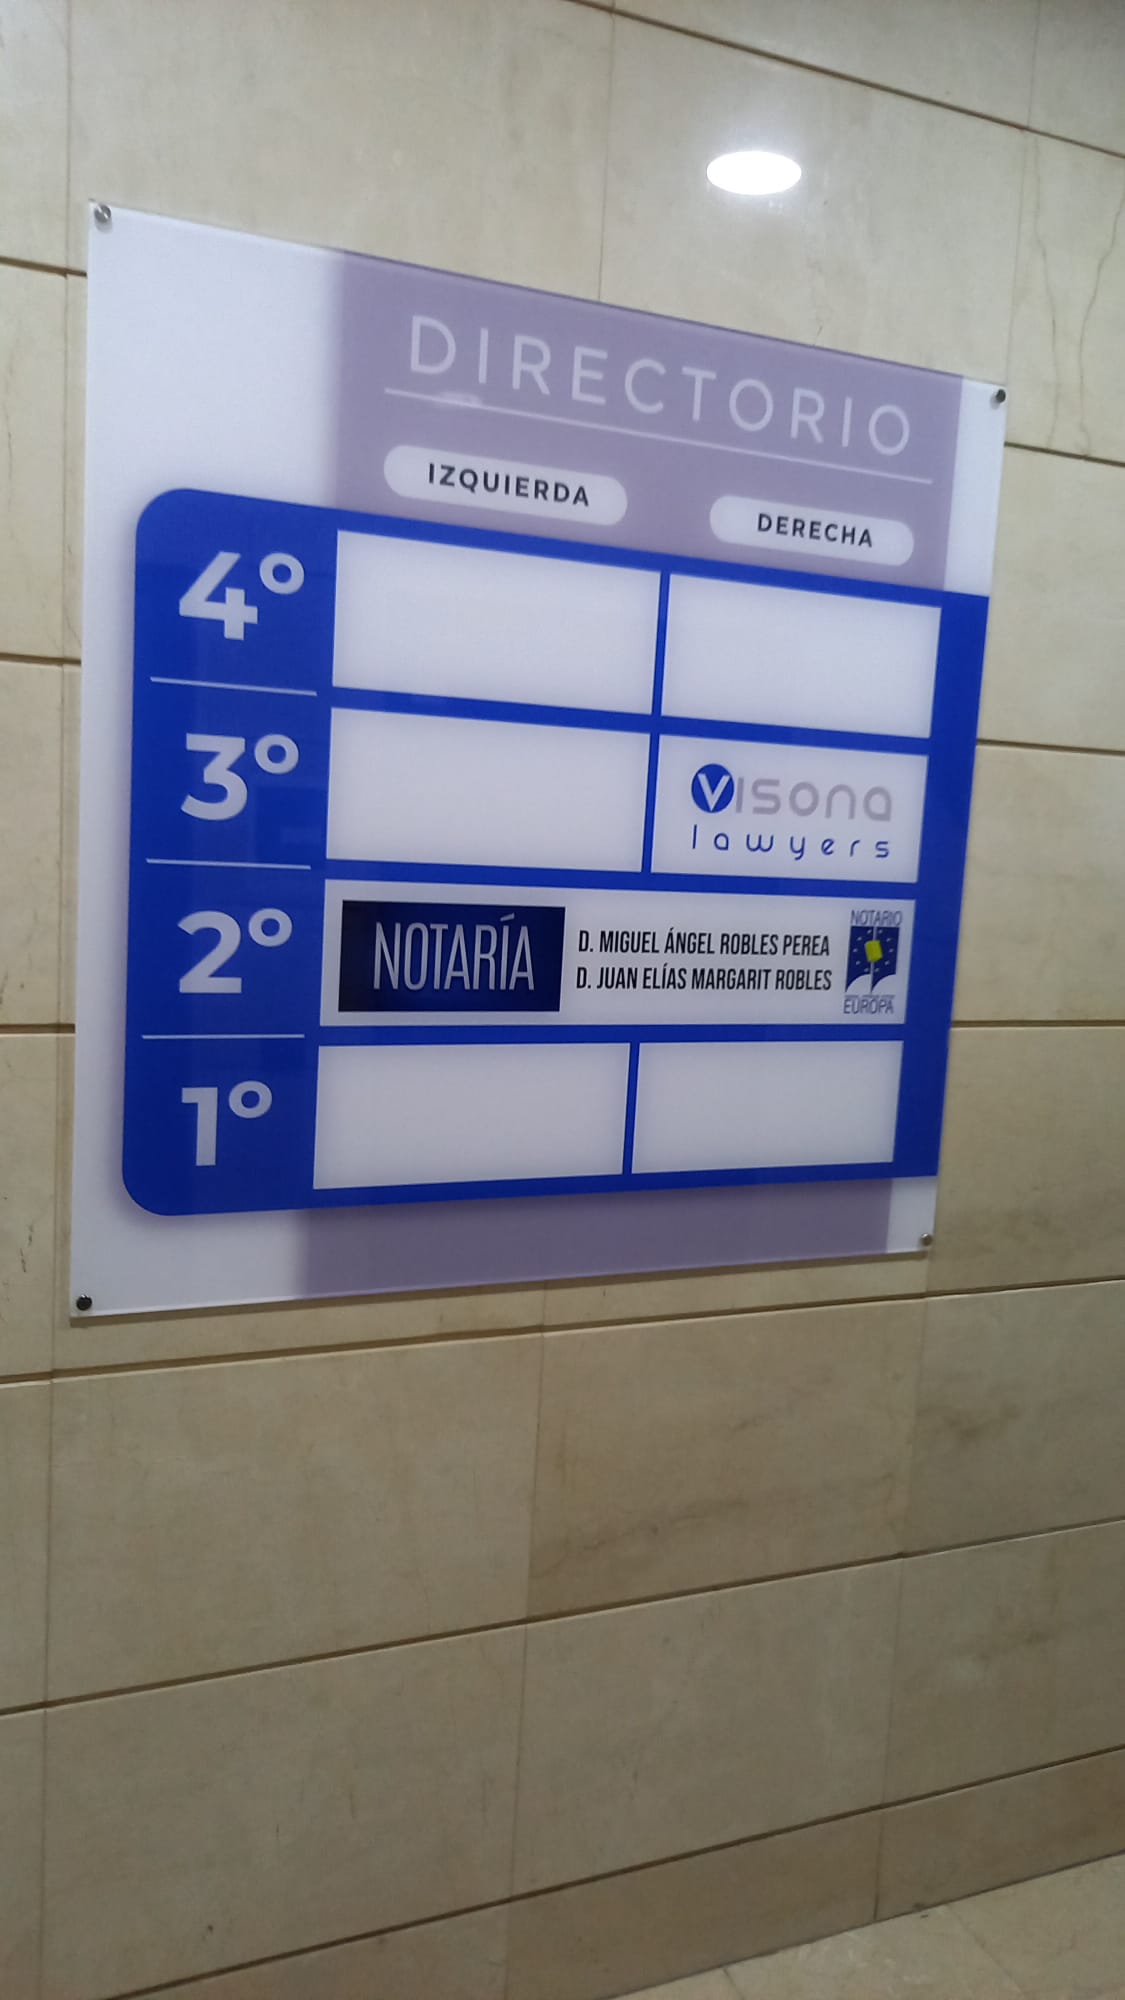 DIRECTORIO
IZQUIERDA DERECHA
4º
3º
VISONA
lawyers
2º
NOTARÍA
D. MIGUEL ÁNGEL ROBLES PEREA
D. JUAN ELÍAS MARGARIT ROBLES
NOTARIO
EUROPA
1º